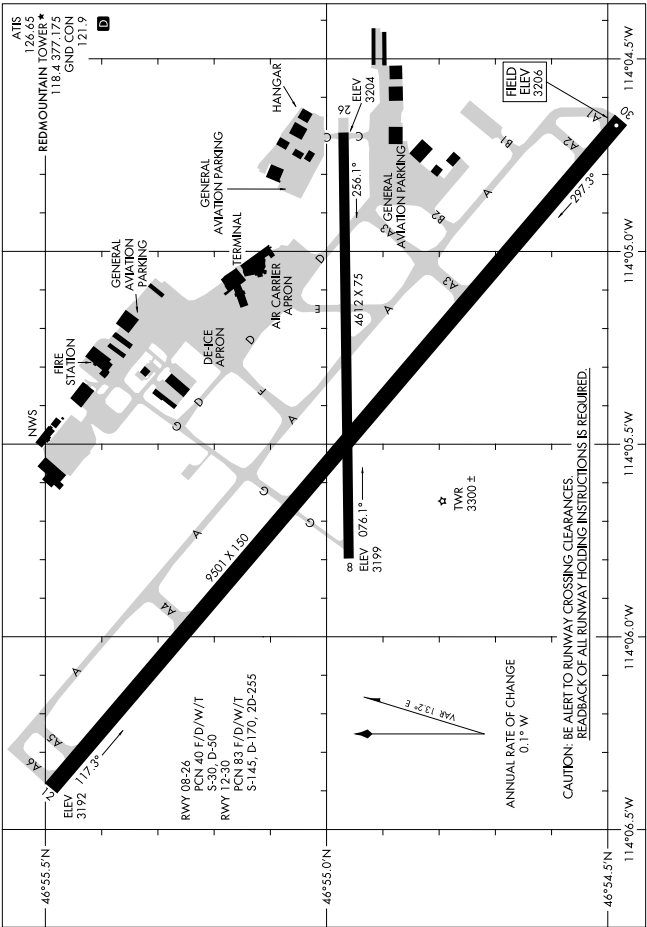 ATIS
126.65
REDMOUNTAIN TOWER★
118.4 377.175
GND CON
121.9
D
NWS
FIRE
STATION
GENERAL
AVIATION
PARKING
HANGAR
GENERAL
AVIATION PARKING
TERMINAL
AIR CARRIER
APRON
DE-ICE
APRON
GENERAL
AVIATION PARKING
26
ELEV
3204
256.1°
4612 X 75
8
ELEV
3199
076.1°
12
ELEV
3192
117.3°
9501 X 150
297.3°
30
FIELD
ELEV
3206
A6
A5
A
A4
A
G
G
G
D
F
A
D
E
D
A
A3
A3
B2
A
B1
A2
A1
C
C
TWR
3300 ±
RWY 08-26
PCN 40 F/D/W/T
S-30, D-50
RWY 12-30
PCN 83 F/D/W/T
S-145, D-170, 2D-255
VAR 13.2° E
ANNUAL RATE OF CHANGE
0.1° W
CAUTION: BE ALERT TO RUNWAY CROSSING CLEARANCES.
READBACK OF ALL RUNWAY HOLDING INSTRUCTIONS IS REQUIRED.
46°55.5'N
46°55.0'N
46°54.5'N
114°06.5'W
114°06.0'W
114°05.5'W
114°05.0'W
114°04.5'W